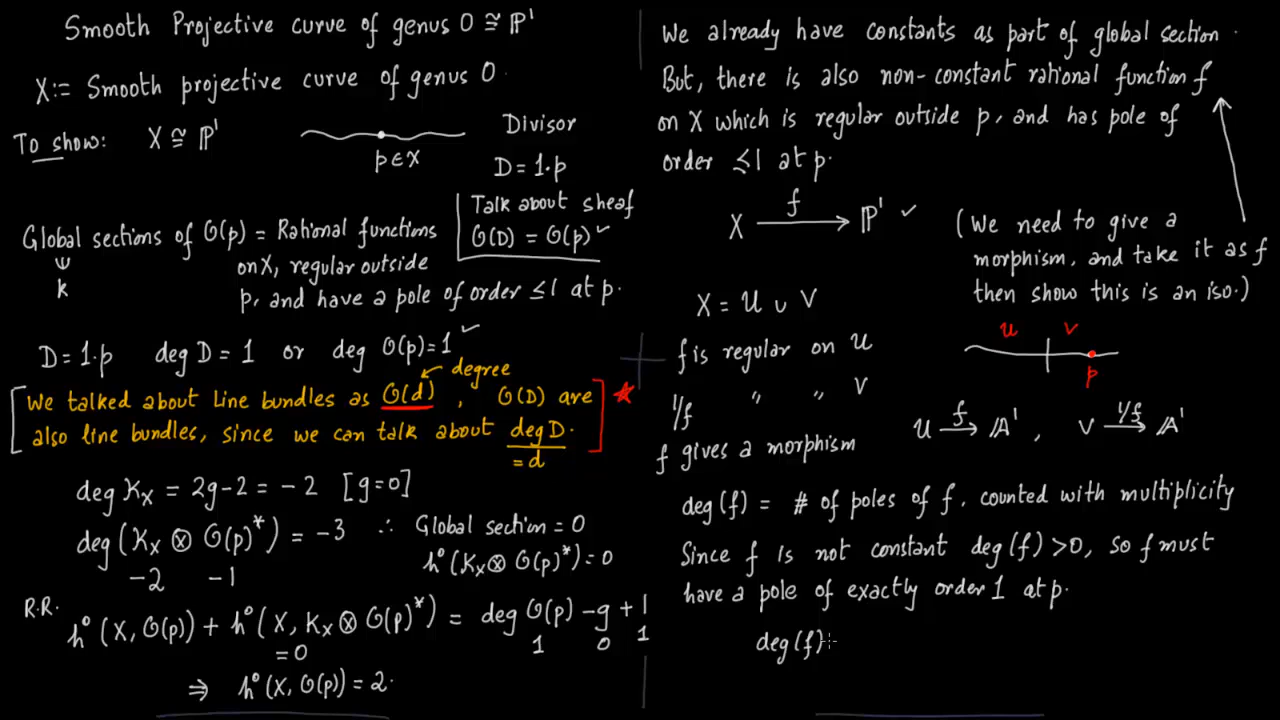 Smooth Projective curve of genus 0 ≅ ℙ¹
X := Smooth projective curve of genus 0.
To show: X ≅ ℙ¹
p ∈ X
Divisor
D = 1·p
Talk about sheaf
𝒪(D) = 𝒪(p) ✓
Global sections of 𝒪(p) = Rational functions
on X, regular outside
p, and have a pole of order ≤ 1 at p.
Ψ
k
D = 1·p deg D = 1 or deg 𝒪(p) = 1 ✓
degree
[We talked about Line bundles as 𝒪(d), 𝒪(D) are
also line bundles, since we can talk about deg D.] ★
= d
deg K_X = 2g-2 = -2 [g=0]
deg (K_X ⊗ 𝒪(p)*) = -3 ∴ Global section = 0
-2 -1 h⁰(K_X ⊗ 𝒪(p)*) = 0
R.R. h⁰(X, 𝒪(p)) + h⁰(X, K_X ⊗ 𝒪(p)*) = deg 𝒪(p) - g + 1
= 0 1 0 1
⇒ h⁰(X, 𝒪(p)) = 2.
We already have constants as part of global section.
But, there is also non-constant rational function f
on X which is regular outside p, and has pole of
order ≤ 1 at p.
X —f→ ℙ¹ ✓
(We need to give a
morphism, and take it as f
then show this is an iso.)
X = U ∪ V
U V
p
f is regular on U
1/f " " V
U —f→ 𝔸¹, V —1/f→ 𝔸¹
f gives a morphism
deg(f) = # of poles of f, counted with multiplicity
Since f is not constant deg(f) > 0, so f must
have a pole of exactly order 1 at p.
deg(f)